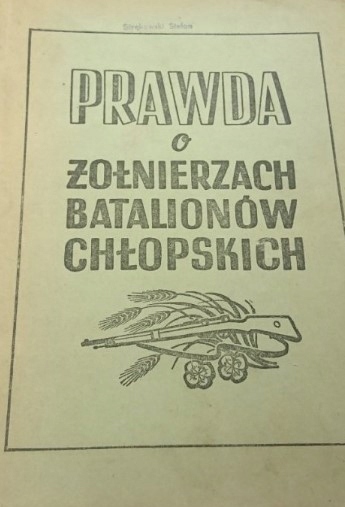 PRAWDA
o
ŻOŁNIERZACH
BATALIONÓW
CHŁOPSKICH